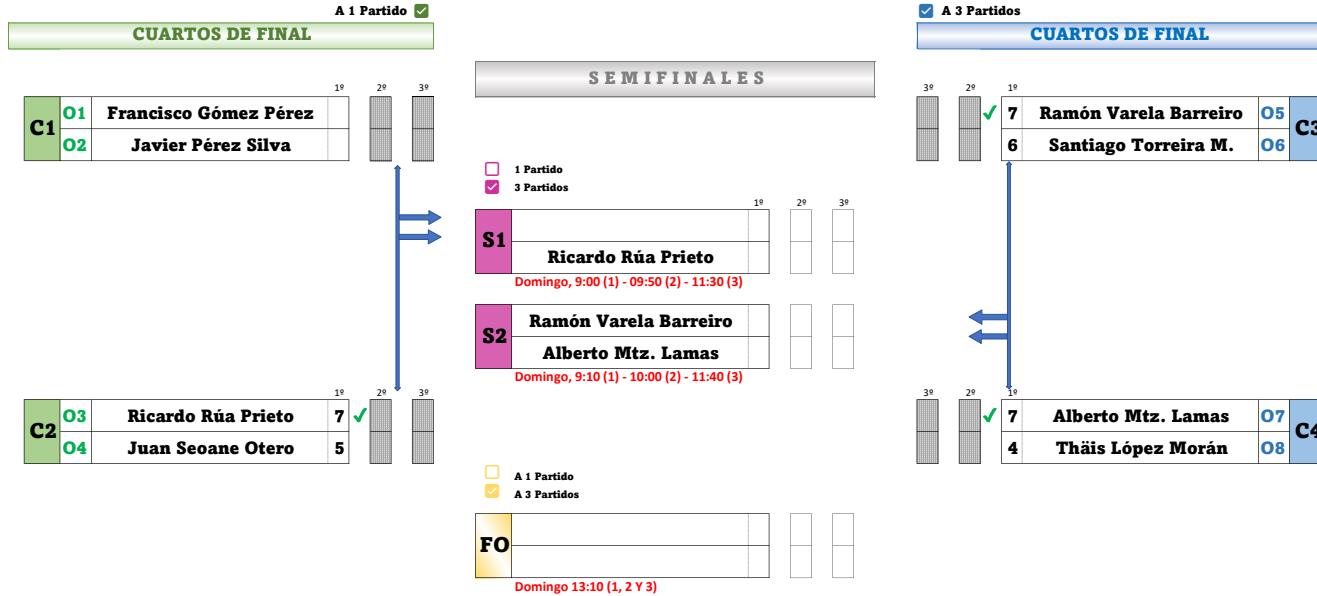 A 1 Partido
CUARTOS DE FINAL
1º 2º 3º
C1
O1 Francisco Gómez Pérez
O2 Javier Pérez Silva
1º 2º 3º
C2
O3 Ricardo Rúa Prieto 7
O4 Juan Seoane Otero 5
SEMIFINALES
1 Partido
3 Partidos
1º 2º 3º
S1
Ricardo Rúa Prieto
Domingo, 9:00 (1) - 09:50 (2) - 11:30 (3)
S2
Ramón Varela Barreiro
Alberto Mtz. Lamas
Domingo, 9:10 (1) - 10:00 (2) - 11:40 (3)
A 1 Partido
A 3 Partidos
FO
Domingo 13:10 (1, 2 Y 3)
A 3 Partidos
CUARTOS DE FINAL
3º 2º 1º
7 Ramón Varela Barreiro O5
C3
6 Santiago Torreira M. O6
3º 2º 1º
7 Alberto Mtz. Lamas O7
C4
4 Thäis López Morán O8